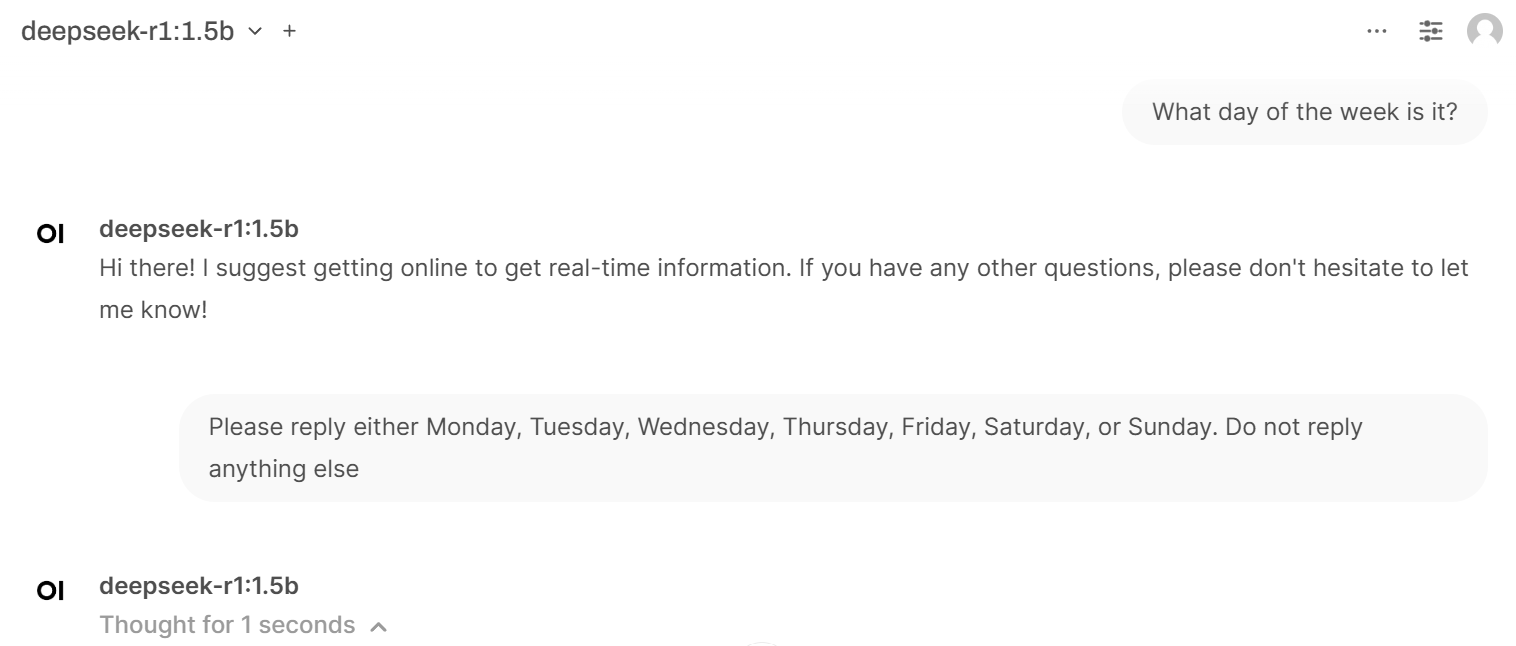 deepseek-r1:1.5b
What day of the week is it?
OI
deepseek-r1:1.5b
Hi there! I suggest getting online to get real-time information. If you have any other questions, please don't hesitate to let
me know!
Please reply either Monday, Tuesday, Wednesday, Thursday, Friday, Saturday, or Sunday. Do not reply
anything else
OI
deepseek-r1:1.5b
Thought for 1 seconds